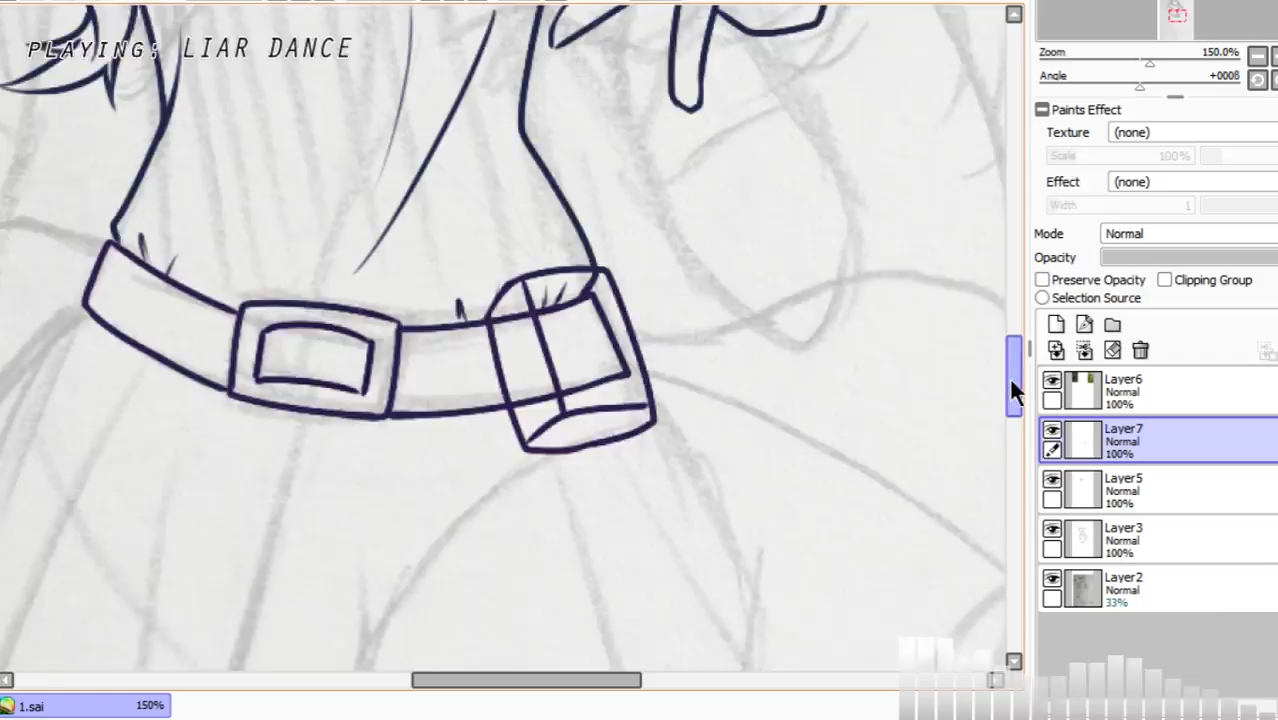 PLAYING: LIAR DANCE
Zoom 150.0%
Angle +000B
Paints Effect
Texture (none)
Scale 100%
Effect (none)
Width 1
Mode Normal
Opacity
Preserve Opacity Clipping Group
Selection Source
Layer6
Normal
100%
Layer7
Normal
100%
Layer5
Normal
100%
Layer3
Normal
100%
Layer2
Normal
33%
1.sai 150%